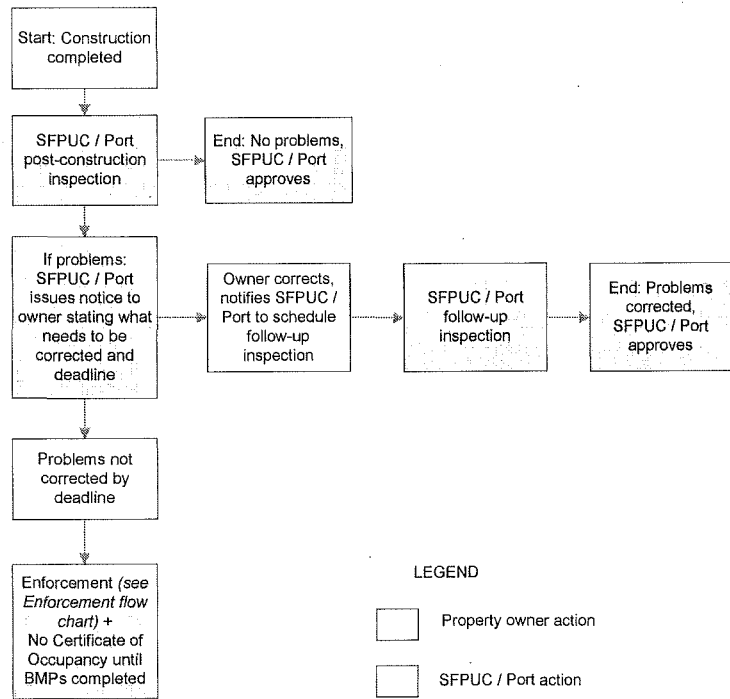 Start: Construction
completed
SFPUC / Port
post-construction
inspection
End: No problems,
SFPUC / Port
approves
If problems:
SFPUC / Port
issues notice to
owner stating what
needs to be
corrected and
deadline
Owner corrects,
notifies SFPUC /
Port to schedule
follow-up
inspection
SFPUC / Port
follow-up
inspection
End: Problems
corrected,
SFPUC / Port
approves
Problems not
corrected by
deadline
Enforcement (see
Enforcement flow
chart) +
No Certificate of
Occupancy until
BMPs completed
LEGEND
Property owner action
SFPUC / Port action